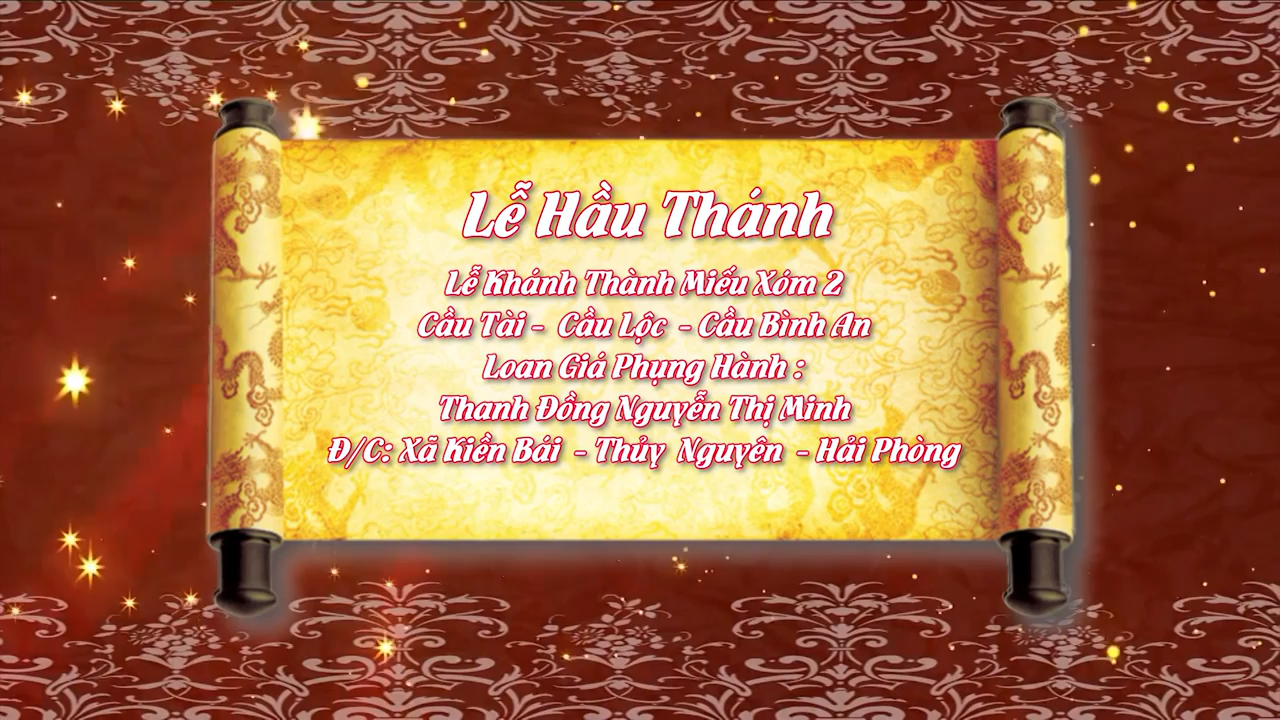 Lễ Hầu Thánh
Lễ Khánh Thành Miếu Xóm 2
Cầu Tài - Cầu Lộc - Cầu Bình An
Loan Giá Phụng Hành :
Thanh Đồng Nguyễn Thị Minh
Đ/C: Xã Kiền Bái - Thủy Nguyên - Hải Phòng